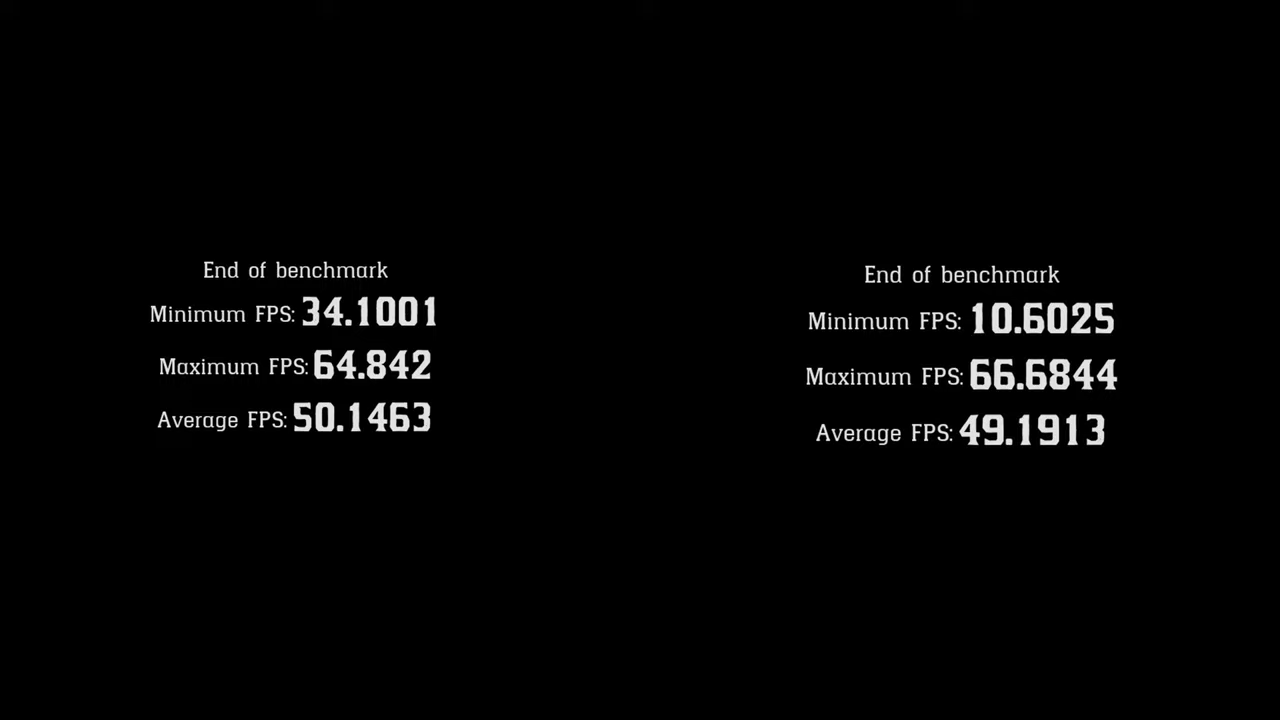 End of benchmark
Minimum FPS: 34.1001
Maximum FPS: 64.842
Average FPS: 50.1463
End of benchmark
Minimum FPS: 10.6025
Maximum FPS: 66.6844
Average FPS: 49.1913